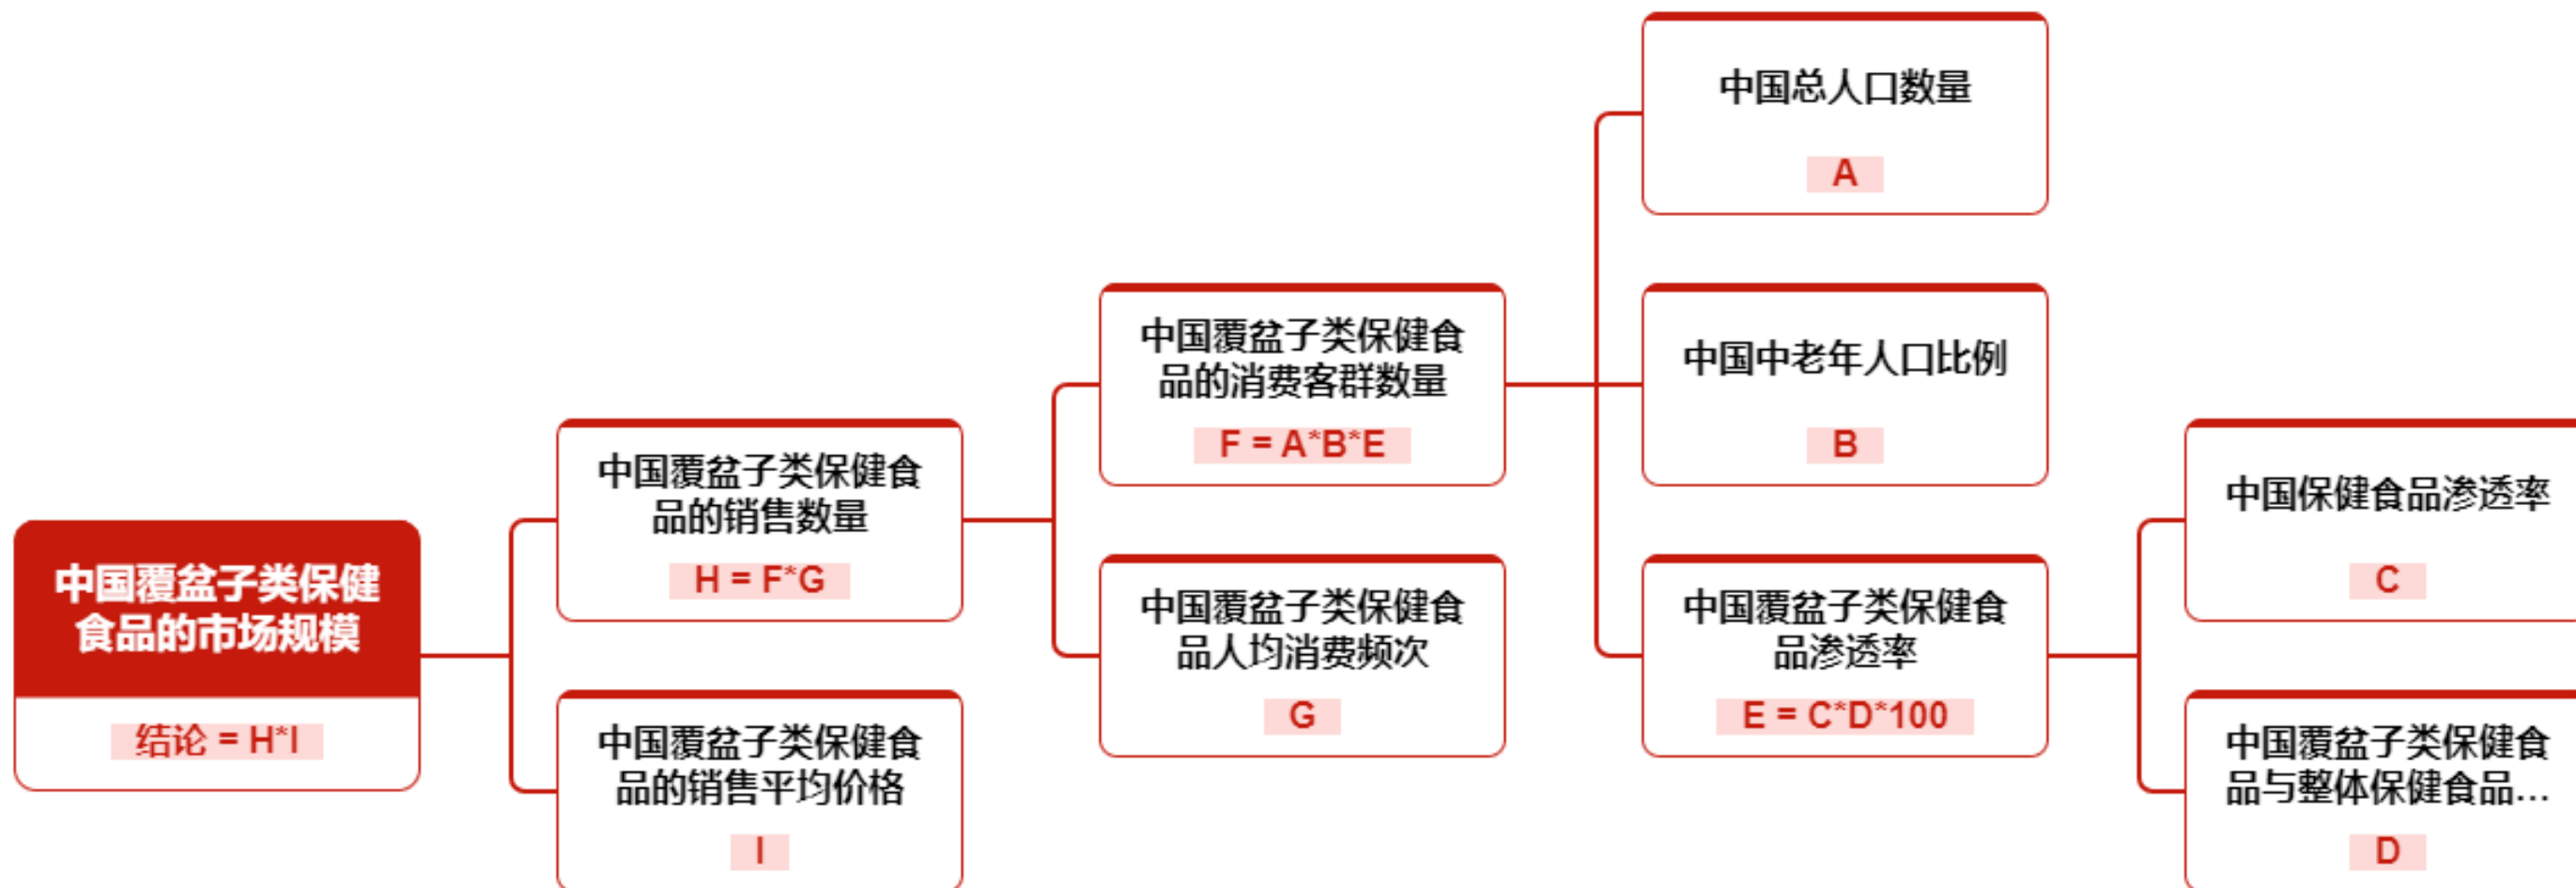 中国覆盆子类保健
食品的市场规模
结论 = H*I
中国覆盆子类保健食
品的销售数量
H = F*G
中国覆盆子类保健食
品的销售平均价格
I
中国覆盆子类保健食
品的消费客群数量
F = A*B*E
中国覆盆子类保健食
品人均消费频次
G
中国总人口数量
A
中国中老年人口比例
B
中国覆盆子类保健食
品渗透率
E = C*D*100
中国保健食品渗透率
C
中国覆盆子类保健食
品与整体保健食品...
D